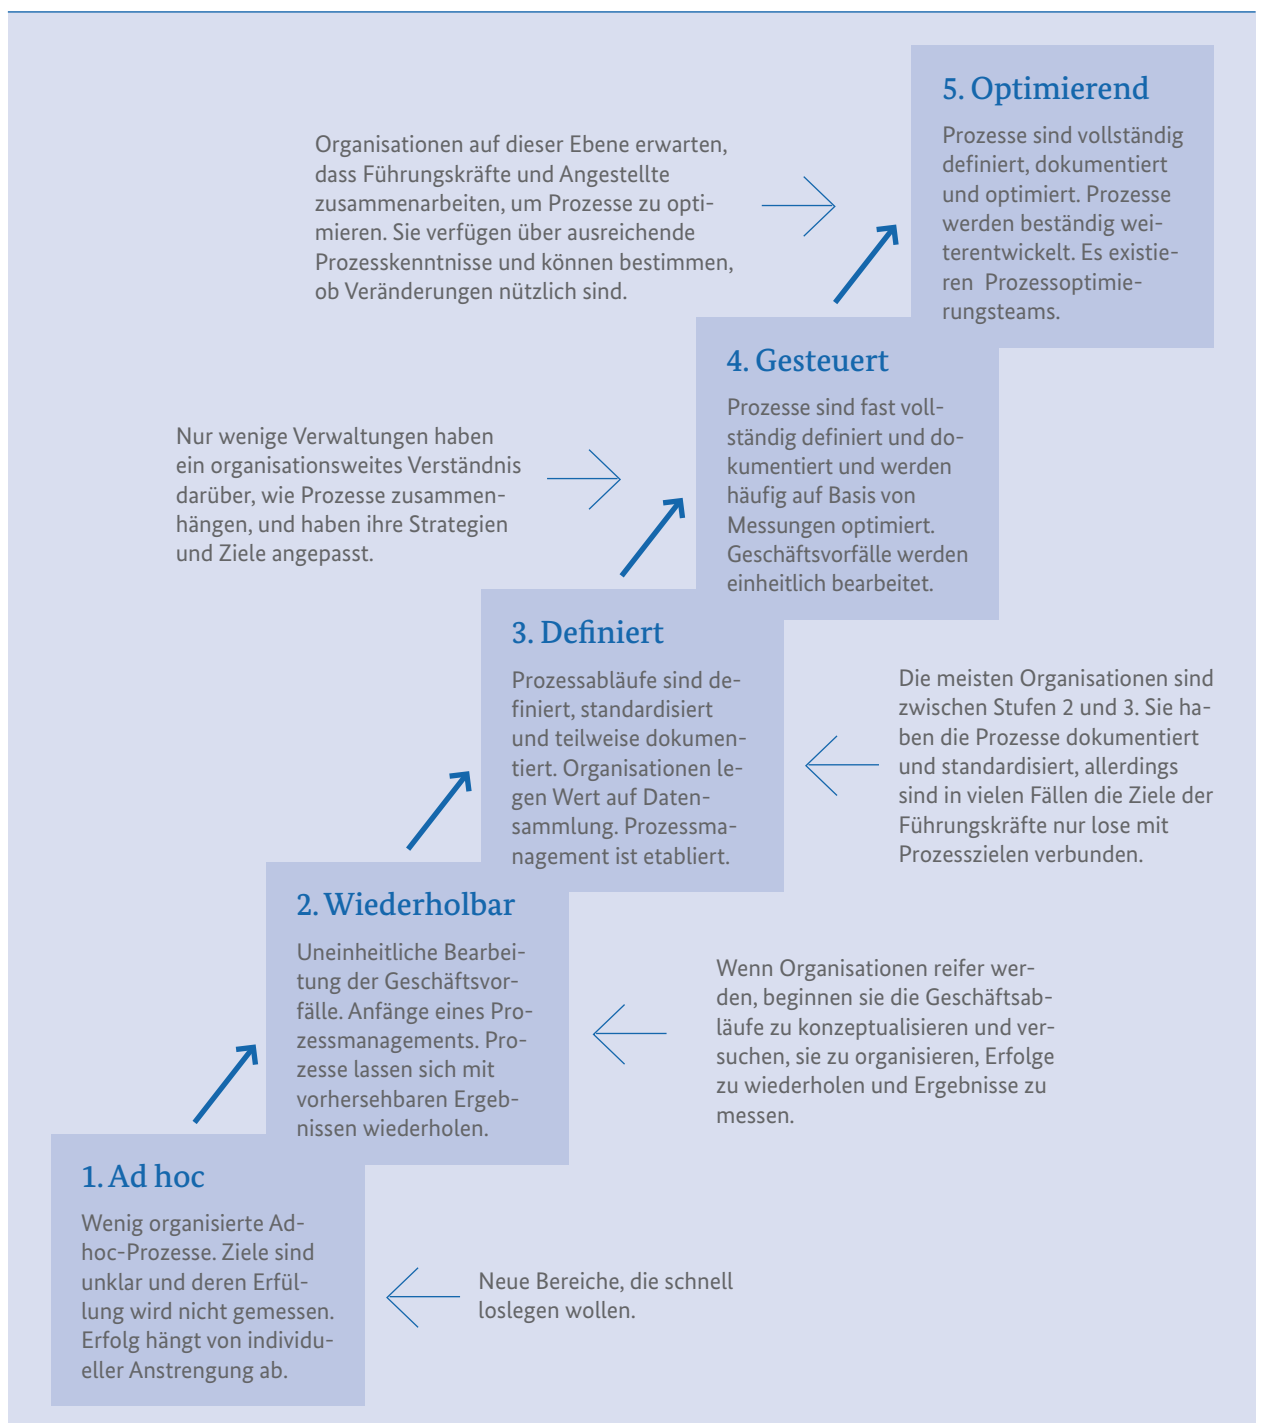 5. Optimierend
Prozesse sind vollständig
definiert, dokumentiert
und optimiert. Prozesse
werden beständig wei-
terentwickelt. Es existie-
ren Prozessoptimie-
rungsteams.
Organisationen auf dieser Ebene erwarten,
dass Führungskräfte und Angestellte
zusammenarbeiten, um Prozesse zu opti-
mieren. Sie verfügen über ausreichende
Prozesskenntnisse und können bestimmen,
ob Veränderungen nützlich sind.
4. Gesteuert
Prozesse sind fast voll-
ständig definiert und do-
kumentiert und werden
häufig auf Basis von
Messungen optimiert.
Geschäftsvorfälle werden
einheitlich bearbeitet.
Nur wenige Verwaltungen haben
ein organisationsweites Verständnis
darüber, wie Prozesse zusammen-
hängen, und haben ihre Strategien
und Ziele angepasst.
3. Definiert
Prozessabläufe sind de-
finiert, standardisiert
und teilweise dokumen-
tiert. Organisationen le-
gen Wert auf Daten-
sammlung. Prozessma-
nagement ist etabliert.
Die meisten Organisationen sind
zwischen Stufen 2 und 3. Sie ha-
ben die Prozesse dokumentiert
und standardisiert, allerdings
sind in vielen Fällen die Ziele der
Führungskräfte nur lose mit
Prozesszielen verbunden.
2. Wiederholbar
Uneinheitliche Bearbei-
tung der Geschäftsvor-
fälle. Anfänge eines Pro-
zessmanagements. Pro-
zesse lassen sich mit
vorhersehbaren Ergeb-
nissen wiederholen.
Wenn Organisationen reifer wer-
den, beginnen sie die Geschäftsab-
läufe zu konzeptualisieren und ver-
suchen, sie zu organisieren, Erfolge
zu wiederholen und Ergebnisse zu
messen.
1. Ad hoc
Wenig organisierte Ad-
hoc-Prozesse. Ziele sind
unklar und deren Erfül-
lung wird nicht gemessen.
Erfolg hängt von individu-
eller Anstrengung ab.
Neue Bereiche, die schnell
loslegen wollen.